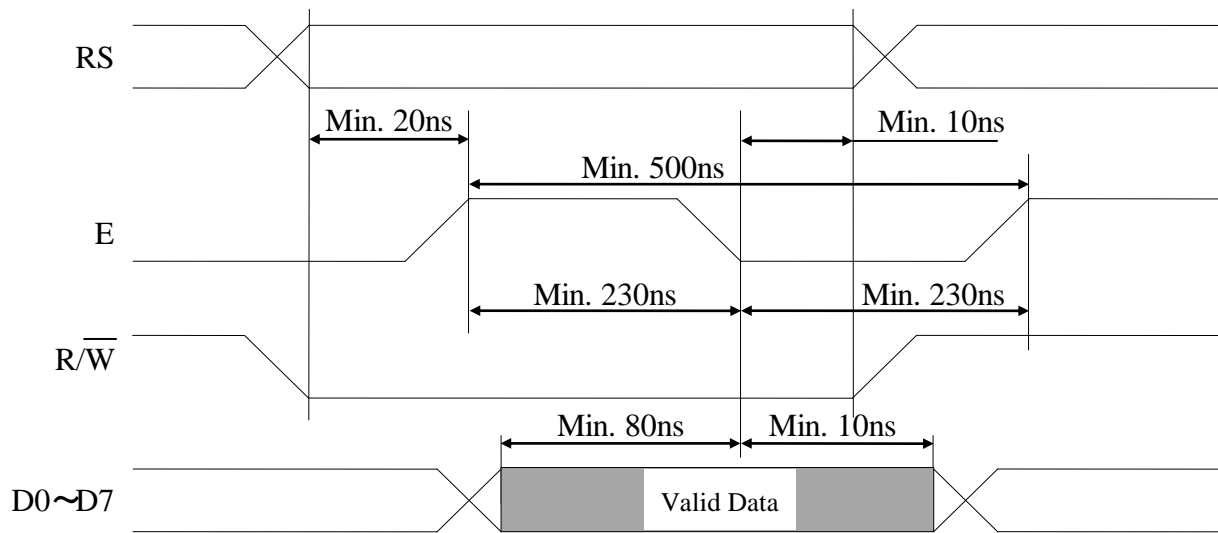 RS
Min. 20ns
Min. 10ns
Min. 500ns
E
Min. 230ns
Min. 230ns
R/W̅
Min. 80ns
Min. 10ns
D0～D7
Valid Data